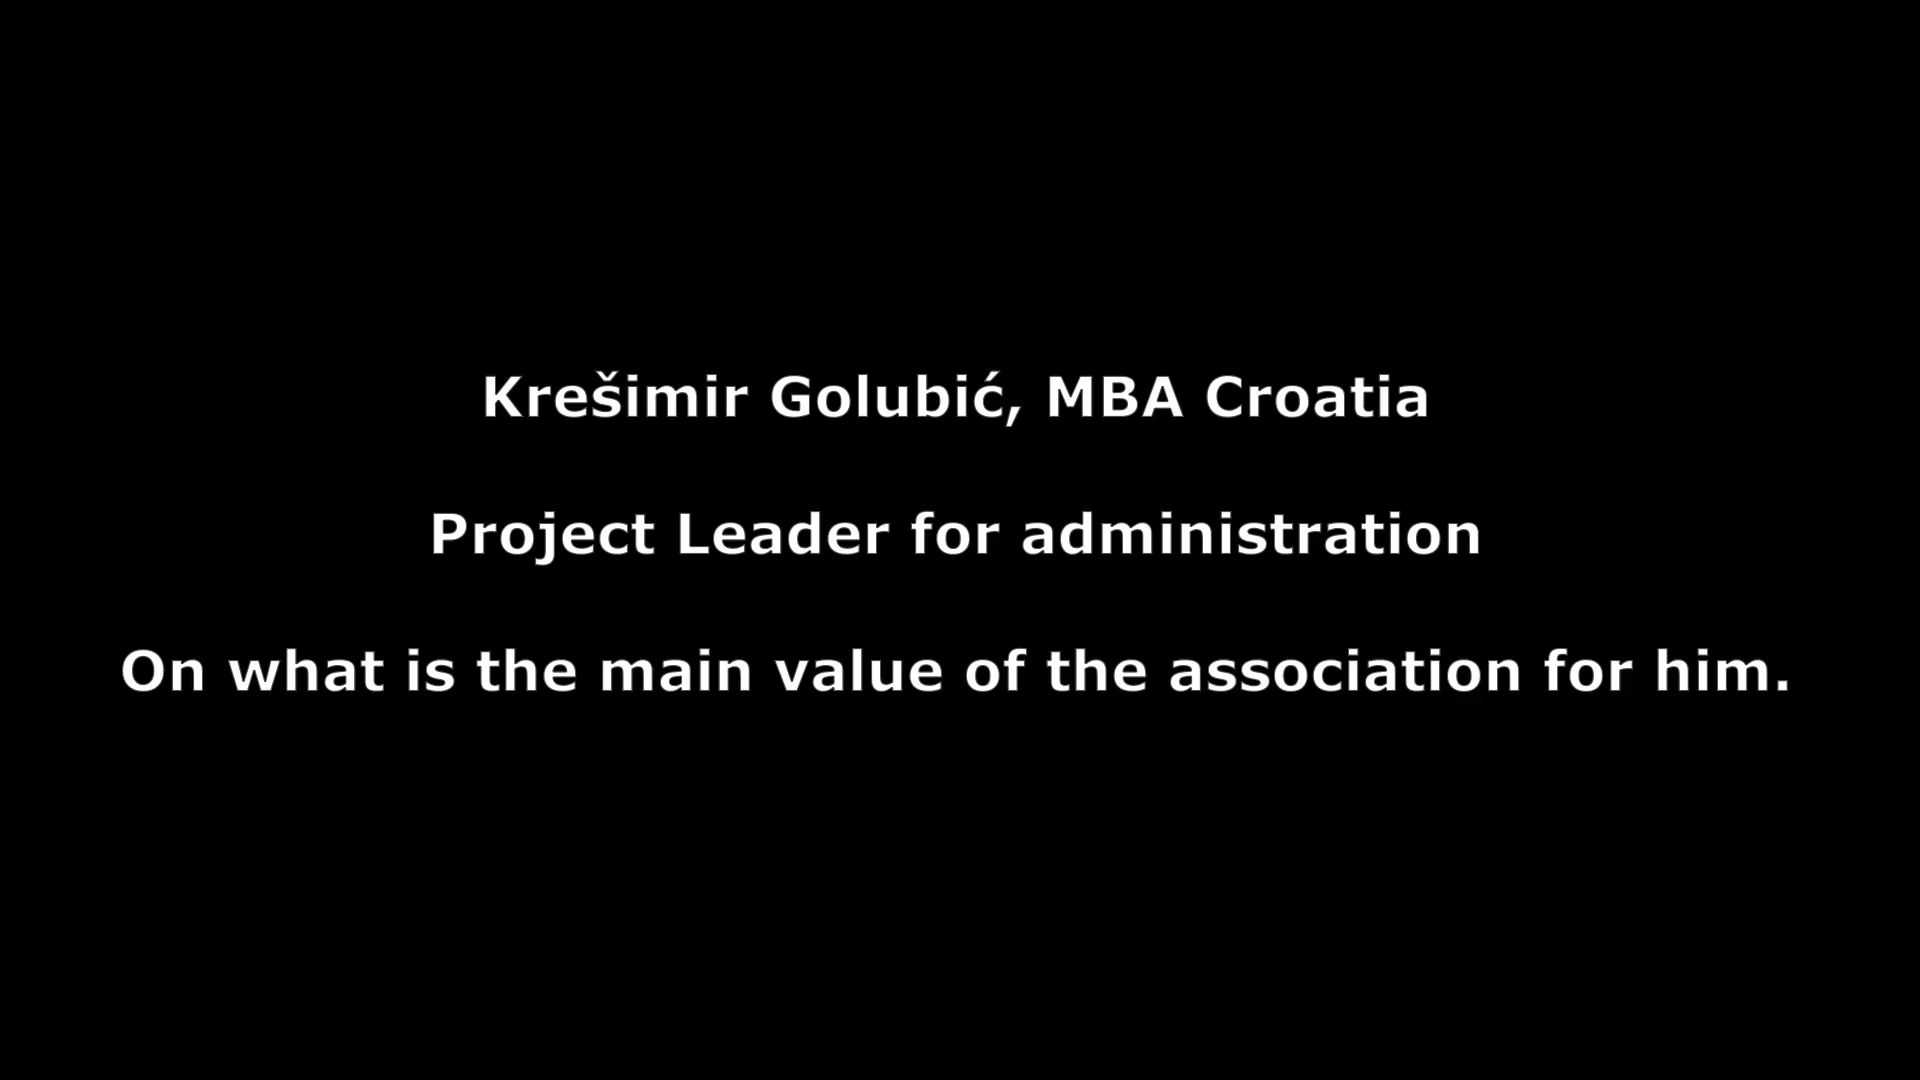 Krešimir Golubić, MBA Croatia
Project Leader for administration
On what is the main value of the association for him.